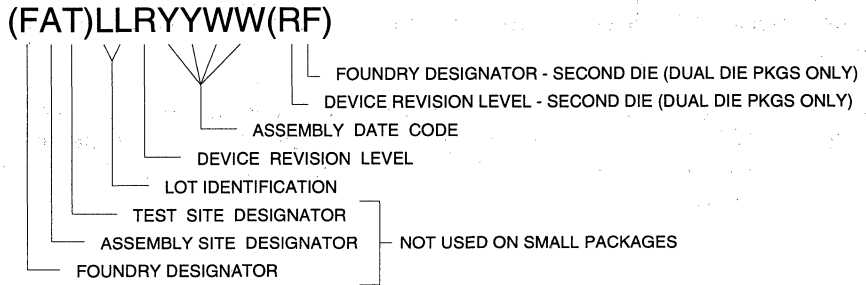 (FAT)LLRYYWW(RF)
FOUNDRY DESIGNATOR - SECOND DIE (DUAL DIE PKGS ONLY)
DEVICE REVISION LEVEL - SECOND DIE (DUAL DIE PKGS ONLY)
ASSEMBLY DATE CODE
DEVICE REVISION LEVEL
LOT IDENTIFICATION
TEST SITE DESIGNATOR
ASSEMBLY SITE DESIGNATOR
NOT USED ON SMALL PACKAGES
FOUNDRY DESIGNATOR